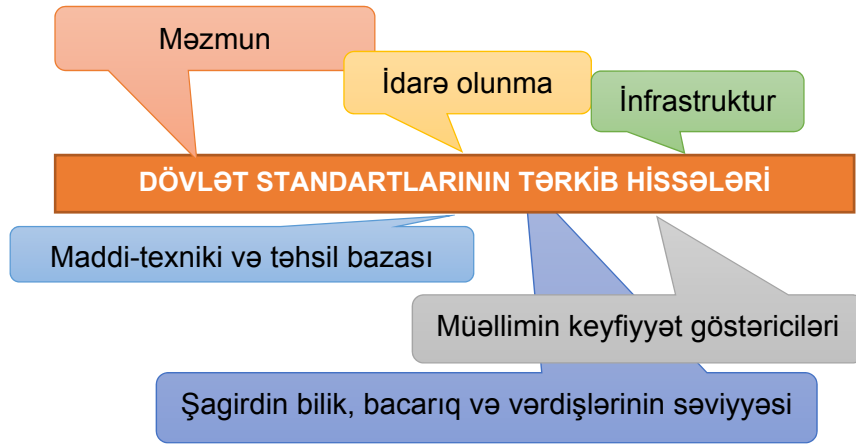 Məzmun
İdarə olunma
İnfrastruktur
DÖVLƏT STANDARTLARININ TƏRKİB HİSSƏLƏRİ
Maddi-texniki və təhsil bazası
Müəllimin keyfiyyət göstəriciləri
Şagirdin bilik, bacarıq və vərdişlərinin səviyyəsi